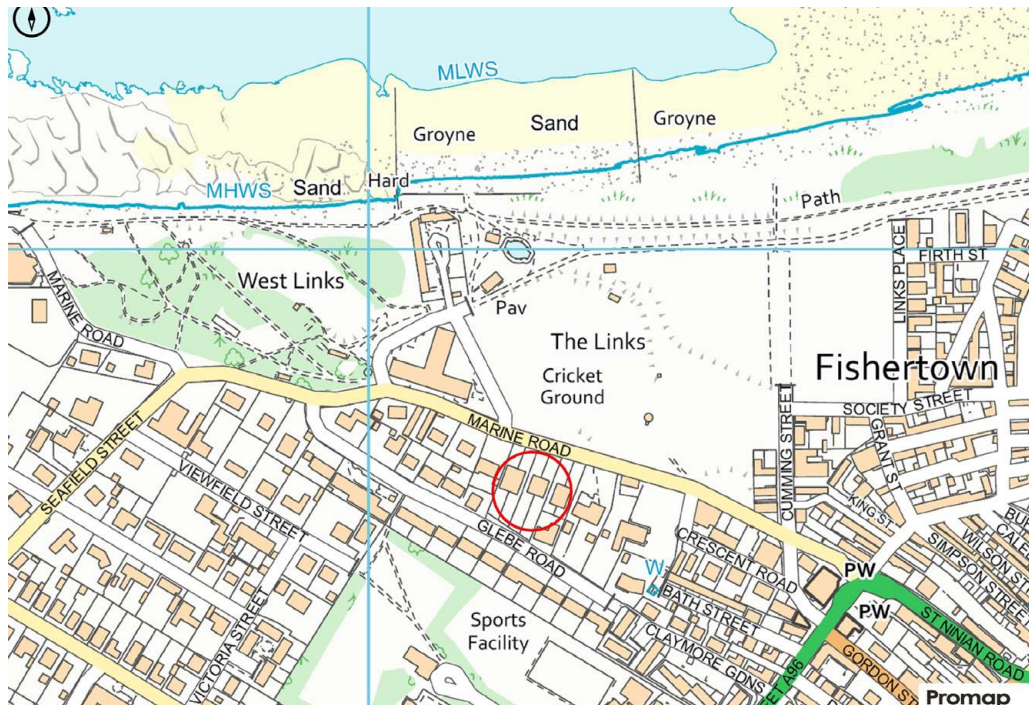 MLWS
Groyne
Sand
Groyne
MHWS
Sand
Hard
Path
West Links
Pav
LINKS PLACE
FIRTH ST
MARINE ROAD
The Links
Cricket
Ground
Fishertown
SOCIETY STREET
GRANT ST
CUMMING STREET
MARINE ROAD
SEAFIELD STREET
VIEWFIELD STREET
GLEBE ROAD
KING ST
WILSON ST
SIMPSON STREET
CRESCENT ROAD
W
BATH STREET
PW
PW
VICTORIA STREET
Sports
Facility
CLAYMORE GDNS
ST NINIAN ROAD
GORDON ST
ET A96
Promap